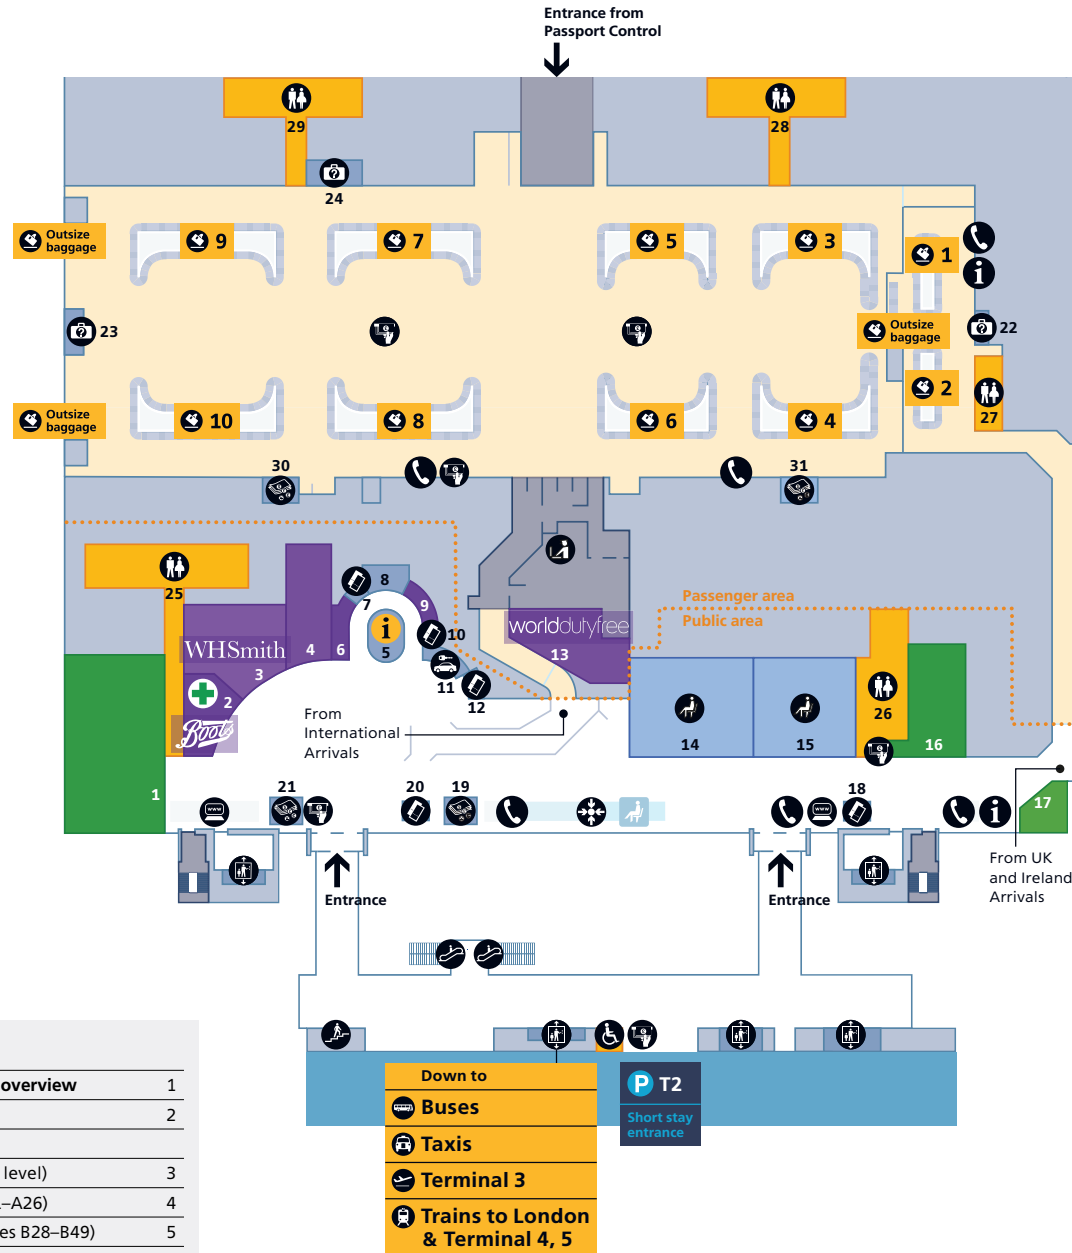 Entrance from
Passport Control
29
28
24
Outsize
baggage
9
7
5
3
1
23
Outsize
baggage
22
Outsize
baggage
10
8
6
4
2
27
30
31
25
8
7
9
Passenger area
Public area
WHSmith
4
6
i
5
10
worlddutyfree
3
13
11
2
12
26
Boots
From
International
Arrivals
14
15
16
1
www
21
20
19
www
18
17
Entrance
Entrance
From UK
and Ireland
Arrivals
Down to
Buses
Taxis
Terminal 3
Trains to London
& Terminal 4, 5
P T2
Short stay
entrance
overview 1
2
level) 3
–A26) 4
es B28–B49) 5